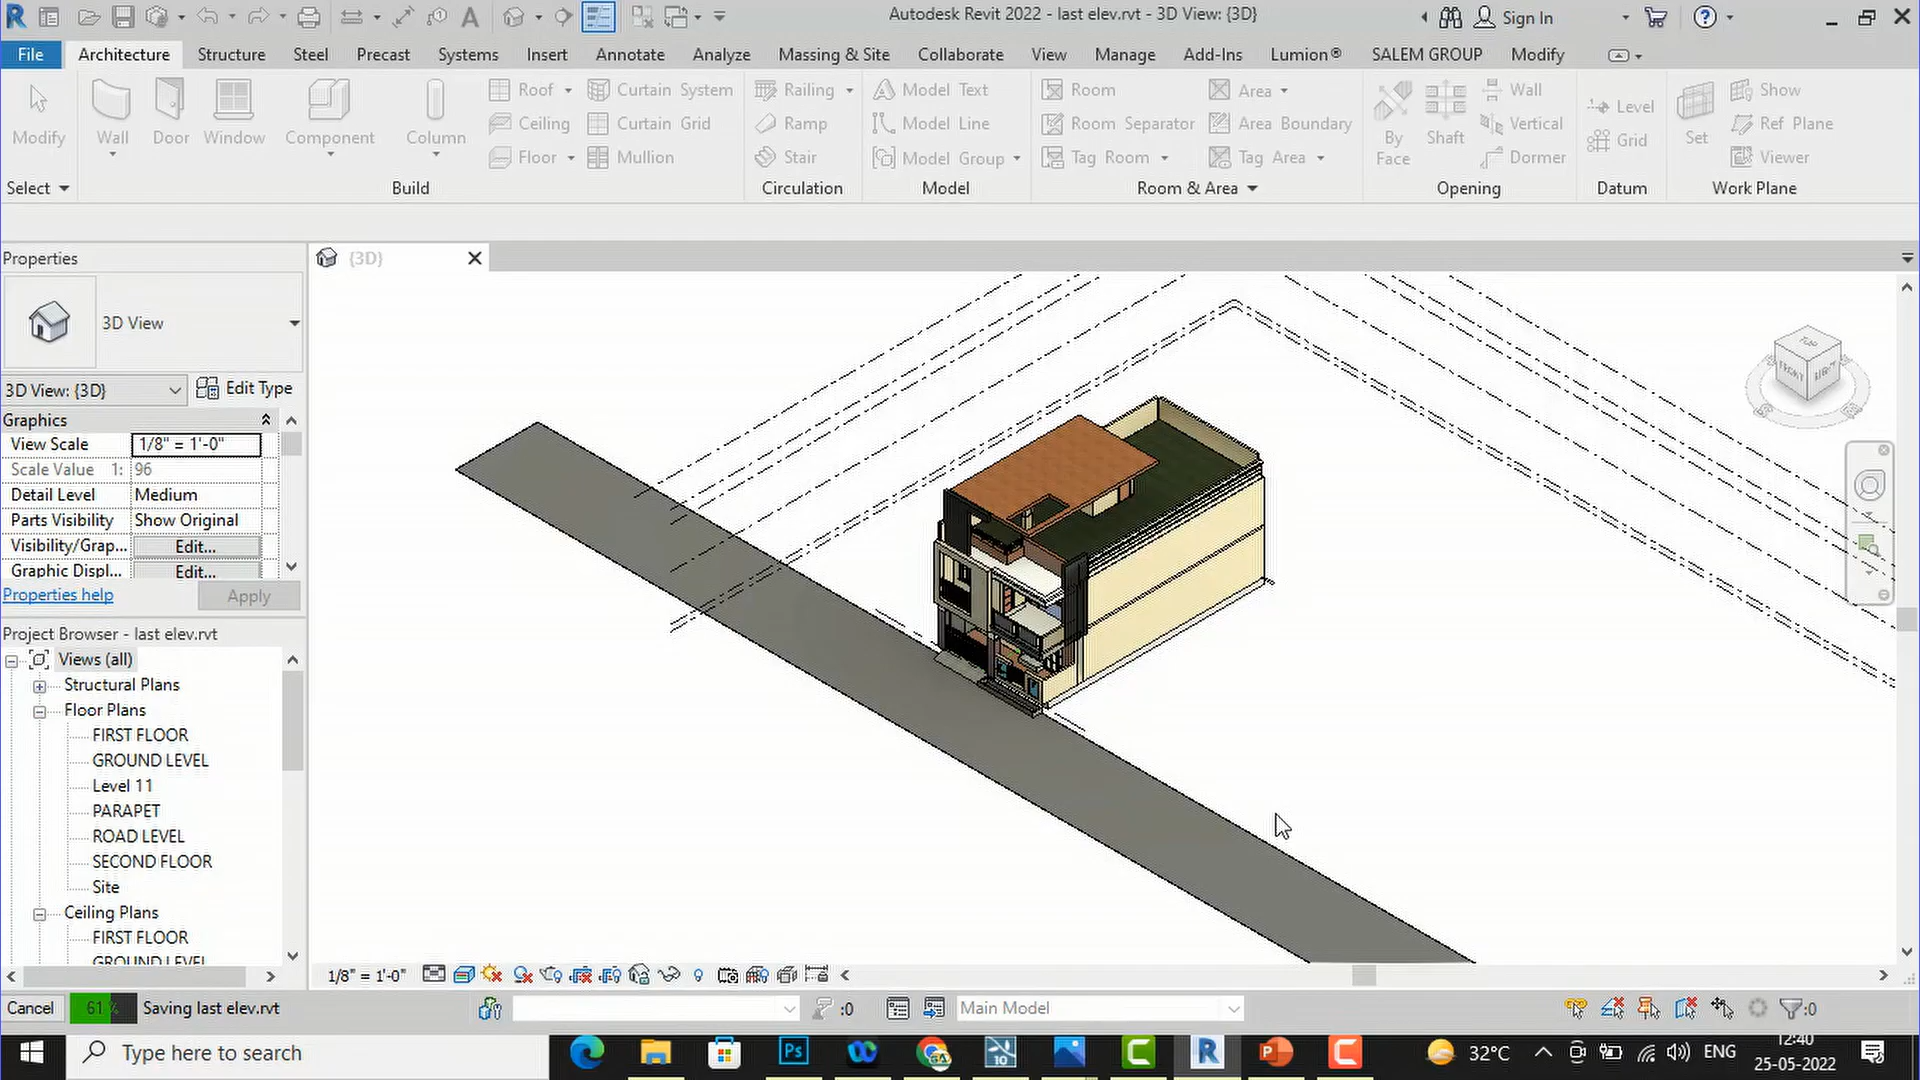 Autodesk Revit 2022 - last elev.rvt - 3D View: {3D}
Sign In
File Architecture Structure Steel Precast Systems Insert Annotate Analyze Massing & Site Collaborate View Manage Add-Ins Lumion® SALEM GROUP Modify
Modify Wall Door Window Component Column
Roof Curtain System
Ceiling Curtain Grid
Floor Mullion
Railing
Ramp
Stair
Model Text
Model Line
Model Group
Room Area
Room Separator Area Boundary
Tag Room Tag Area
By Face
Shaft
Wall
Vertical
Dormer
Level
Grid
Set
Show
Ref Plane
Viewer
Select Build Circulation Model Room & Area Opening Datum Work Plane
Properties
{3D}
3D View
3D View: {3D} Edit Type
Graphics
View Scale 1/8" = 1'-0"
Scale Value 1: 96
Detail Level Medium
Parts Visibility Show Original
Visibility/Grap... Edit...
Graphic Displ... Edit...
Properties help Apply
Project Browser - last elev.rvt
Views (all)
Structural Plans
Floor Plans
FIRST FLOOR
GROUND LEVEL
Level 11
PARAPET
ROAD LEVEL
SECOND FLOOR
Site
Ceiling Plans
FIRST FLOOR
GROUND LEVEL
TOP
FRONT
RIGHT
1/8" = 1'-0"
Cancel 61 % Saving last elev.rvt
:0
Main Model
:0
Type here to search
Ps
10
32°C
ENG
12:40
25-05-2022